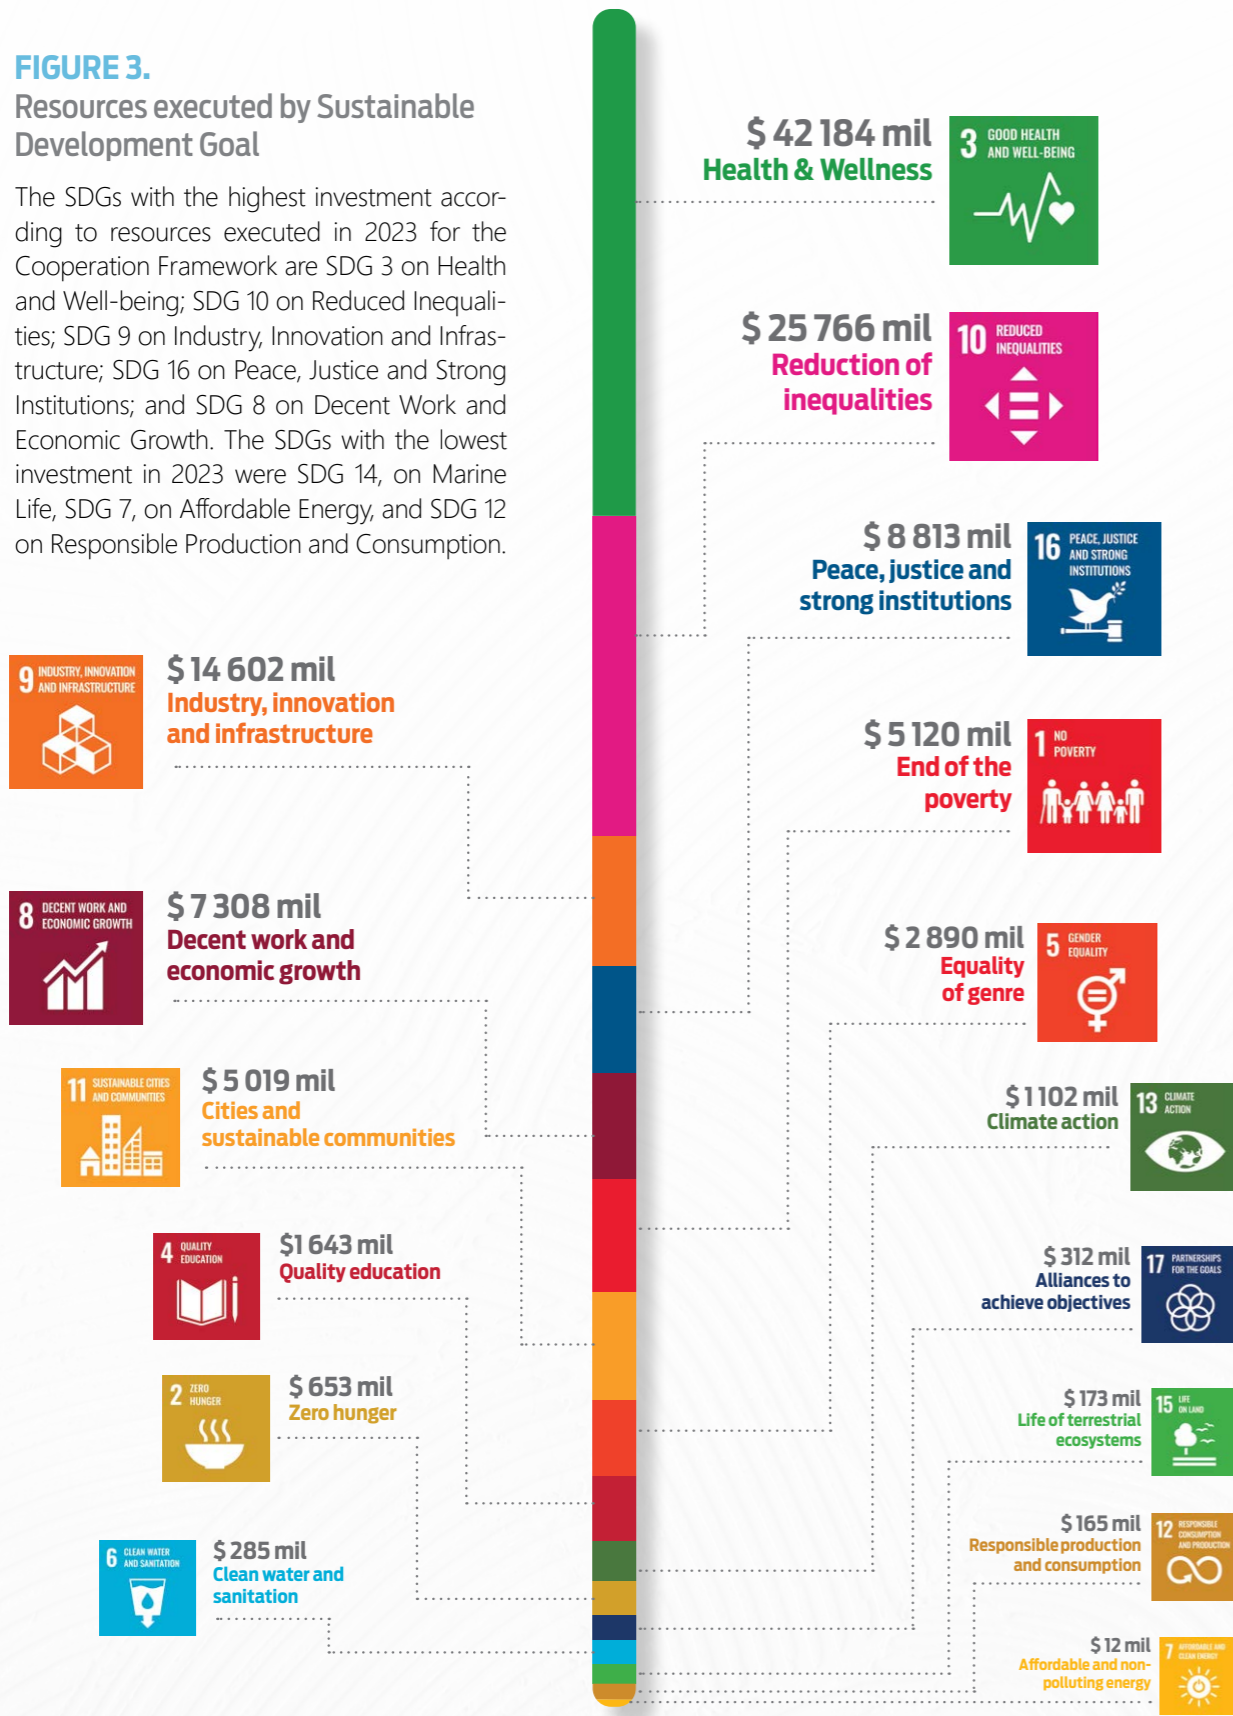 FIGURE 3.
Resources executed by Sustainable
Development Goal
The SDGs with the highest investment accor-
ding to resources executed in 2023 for the
Cooperation Framework are SDG 3 on Health
and Well-being; SDG 10 on Reduced Inequali-
ties; SDG 9 on Industry, Innovation and Infras-
tructure; SDG 16 on Peace, Justice and Strong
Institutions; and SDG 8 on Decent Work and
Economic Growth. The SDGs with the lowest
investment in 2023 were SDG 14, on Marine
Life, SDG 7, on Affordable Energy, and SDG 12
on Responsible Production and Consumption.
$ 42 184 mil
Health & Wellness
3 GOOD HEALTH
AND WELL-BEING
$ 25 766 mil
Reduction of
inequalities
10 REDUCED
INEQUALITIES
$ 8 813 mil
Peace, justice and
strong institutions
16 PEACE, JUSTICE
AND STRONG
INSTITUTIONS
9 INDUSTRY, INNOVATION
AND INFRASTRUCTURE
$ 14 602 mil
Industry, innovation
and infrastructure
$ 5 120 mil
End of the
poverty
1 NO
POVERTY
8 DECENT WORK AND
ECONOMIC GROWTH
$ 7 308 mil
Decent work and
economic growth
$ 2 890 mil
Equality
of genre
5 GENDER
EQUALITY
11 SUSTAINABLE CITIES
AND COMMUNITIES
$ 5 019 mil
Cities and
sustainable communities
$ 1 102 mil
Climate action
13 CLIMATE
ACTION
4 QUALITY
EDUCATION
$1 643 mil
Quality education
$ 312 mil
Alliances to
achieve objectives
17 PARTNERSHIPS
FOR THE GOALS
2 ZERO
HUNGER
$ 653 mil
Zero hunger
$ 173 mil
Life of terrestrial
ecosystems
15 LIFE
ON LAND
6 CLEAN WATER
AND SANITATION
$ 285 mil
Clean water and
sanitation
$ 165 mil
Responsible production
and consumption
12 RESPONSIBLE
CONSUMPTION
AND PRODUCTION
$ 12 mil
Affordable and non-
polluting energy
7 AFFORDABLE AND
CLEAN ENERGY